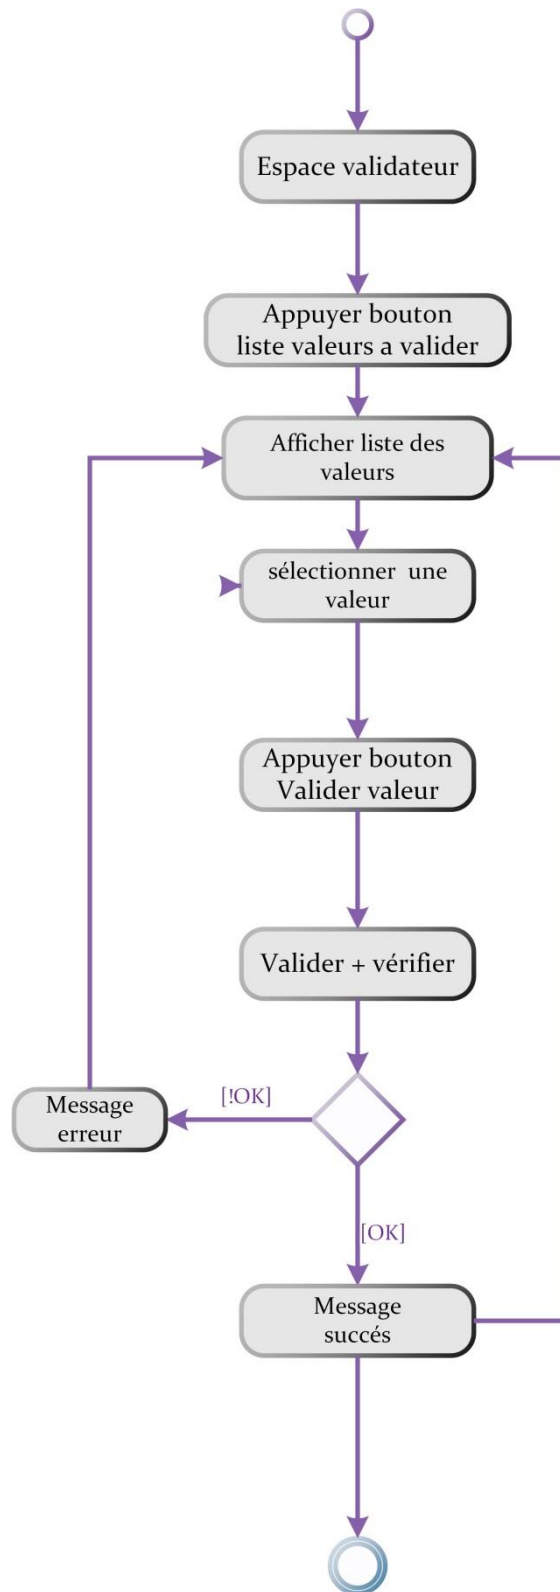 Espace validateur
Appuyer bouton
liste valeurs a valider
Afficher liste des
valeurs
sélectionner une
valeur
Appuyer bouton
Valider valeur
Valider + vérifier
[!OK]
Message
erreur
[OK]
Message
succés